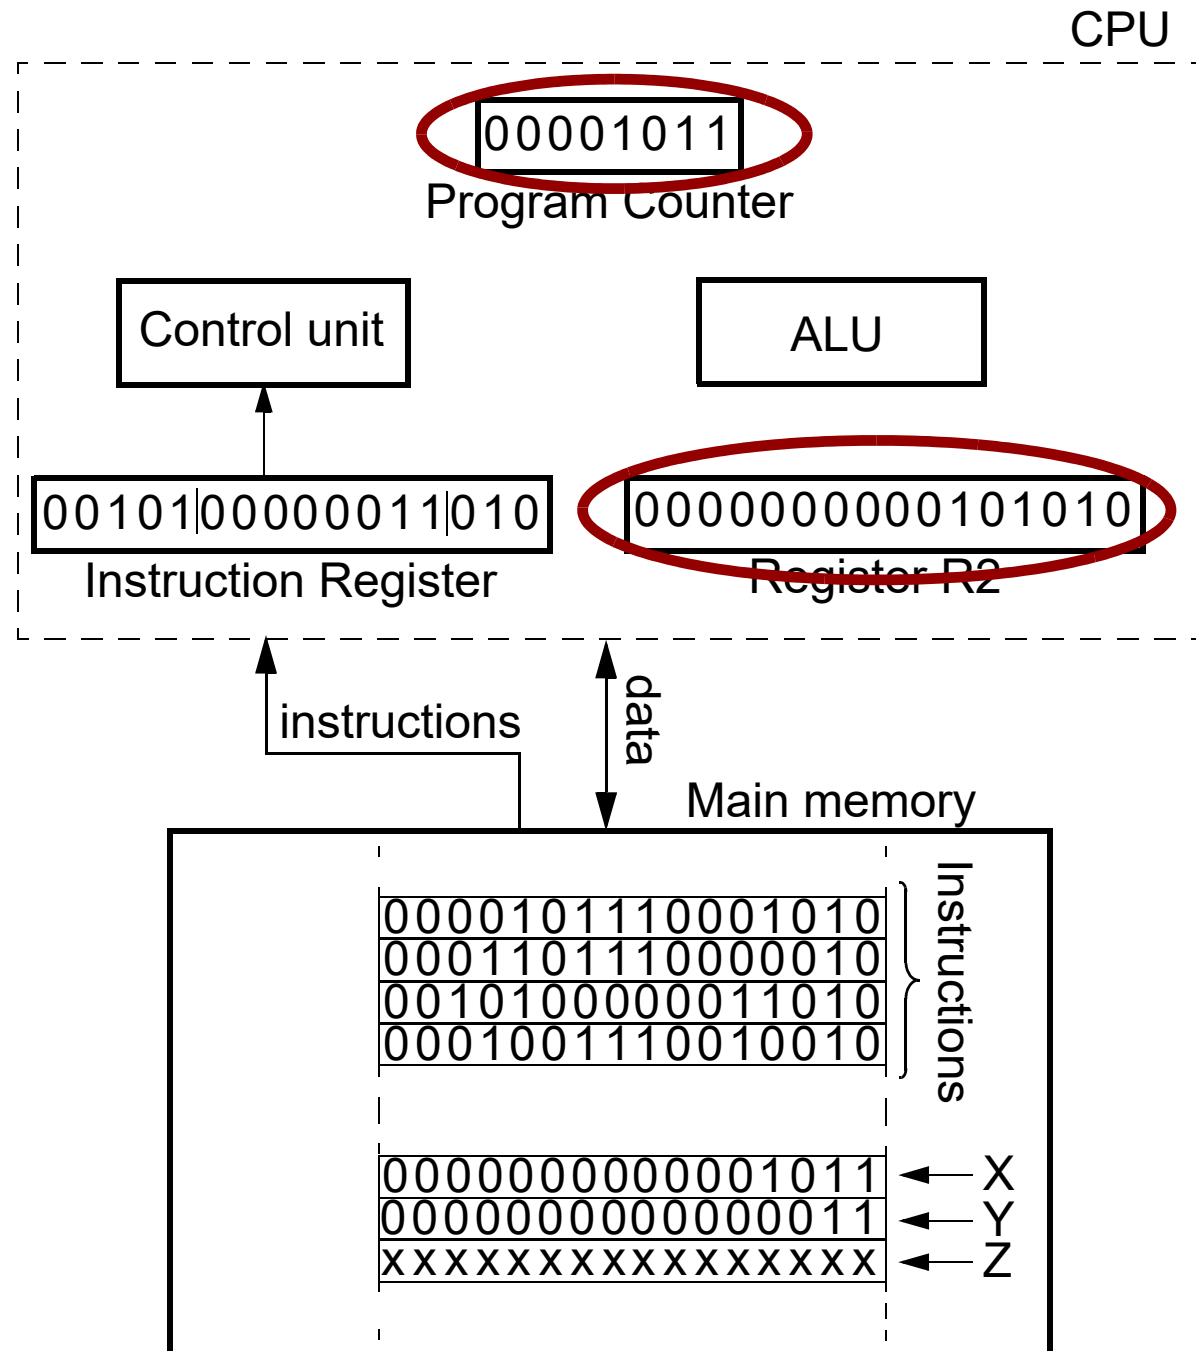 CPU
00001011
Program Counter
Control unit
ALU
00101 00000011 010
0000000000101010
Instruction Register
Register R2
instructions
data
Main memory
Instructions
0000101110001010
0001101110000010
0010100000011010
0001001110010010
0000000000001011 X
0000000000000011 Y
xxxxxxxxxxxxxxxx Z